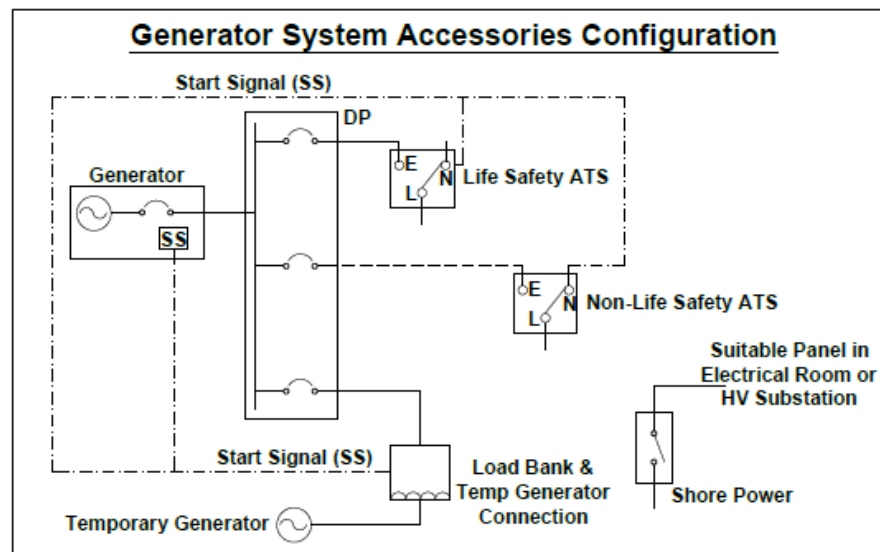 Generator System Accessories Configuration
Start Signal (SS)
DP
Generator
SS
E
N
L
Life Safety ATS
E
N
L
Non-Life Safety ATS
Suitable Panel in
Electrical Room or
HV Substation
Start Signal (SS)
Load Bank &
Temp Generator
Connection
Shore Power
Temporary Generator